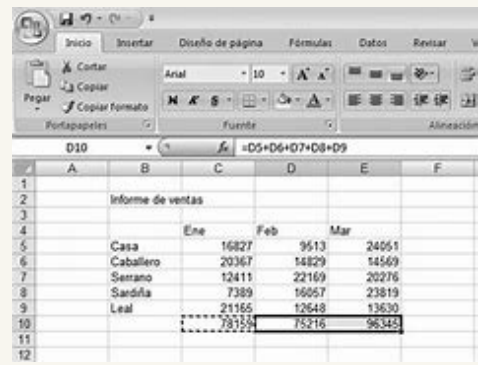 Inicio Insertar Diseño de página Fórmulas Datos Revisar
Cortar
Copiar
Copiar formato
Pegar
Arial 10
N K S
Portapapeles Fuente Alineación
D10 fx =D5+D6+D7+D8+D9
A B C D E F
1
2 Informe de ventas
3
4 Ene Feb Mar
5 Casa 16827 9513 24051
6 Caballero 20367 14829 14569
7 Serrano 12411 22169 20276
8 Sardiña 7389 16057 23819
9 Leal 21165 12648 13630
10 78159 75216 96345
11
12